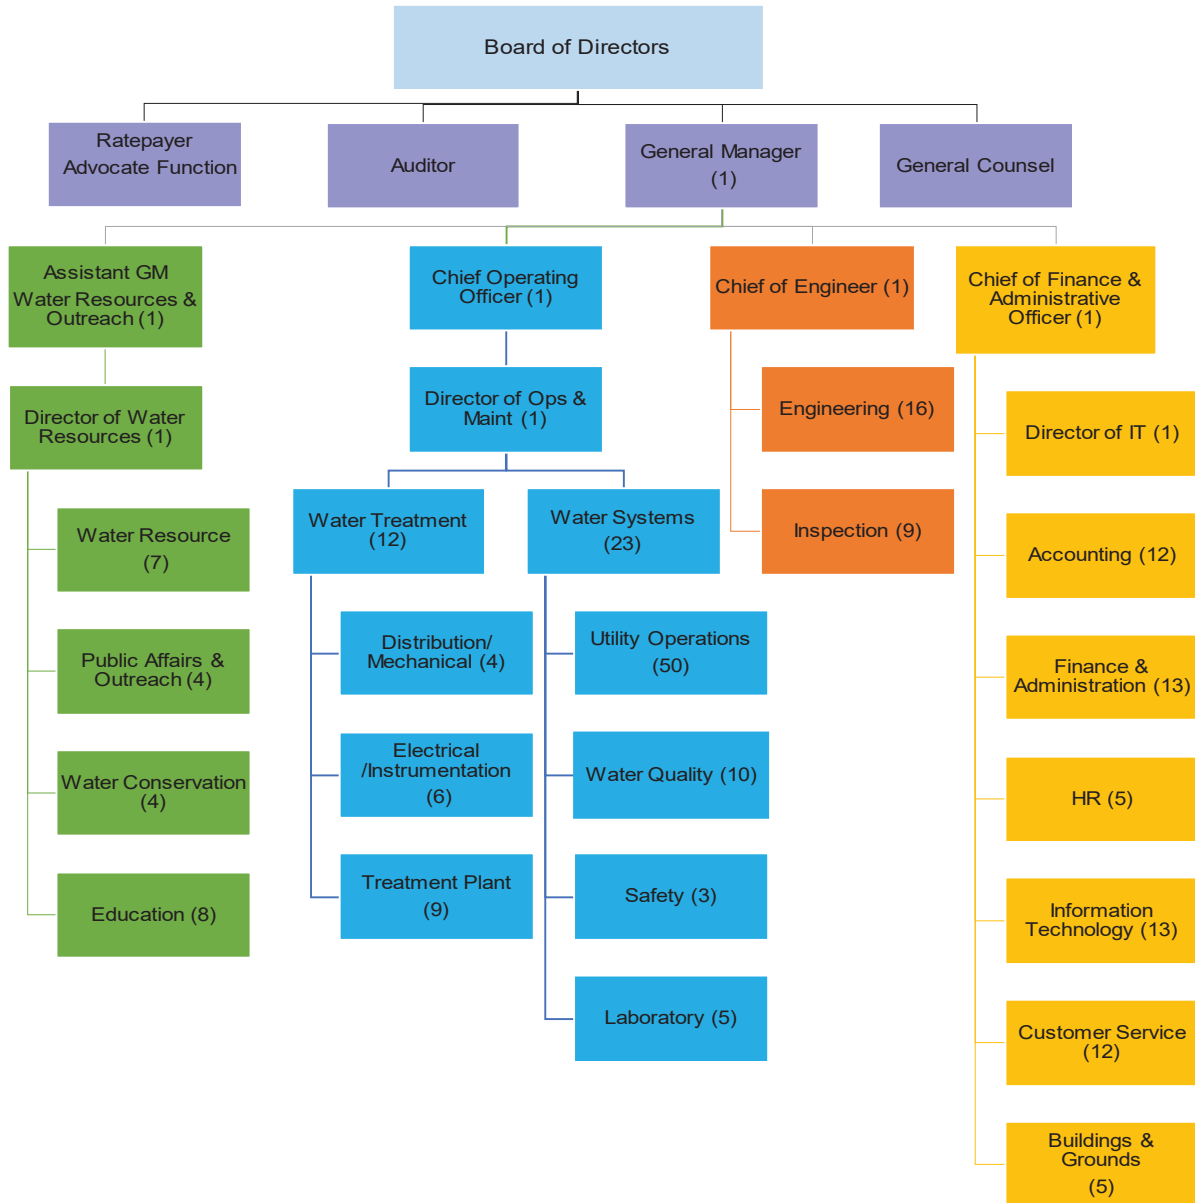 Board of Directors
Ratepayer
Advocate Function
Auditor
General Manager
(1)
General Counsel
Assistant GM
Water Resources &
Outreach (1)
Chief Operating
Officer (1)
Chief of Engineer (1)
Chief of Finance &
Administrative
Officer (1)
Director of Water
Resources (1)
Director of Ops &
Maint (1)
Engineering (16)
Director of IT (1)
Water Treatment
(12)
Water Systems
(23)
Water Resource
(7)
Inspection (9)
Accounting (12)
Distribution/
Mechanical (4)
Utility Operations
(50)
Public Affairs &
Outreach (4)
Finance &
Administration (13)
Electrical
/Instrumentation
(6)
Water Quality (10)
Water Conservation
(4)
HR (5)
Treatment Plant
(9)
Safety (3)
Education (8)
Information
Technology (13)
Laboratory (5)
Customer Service
(12)
Buildings &
Grounds
(5)